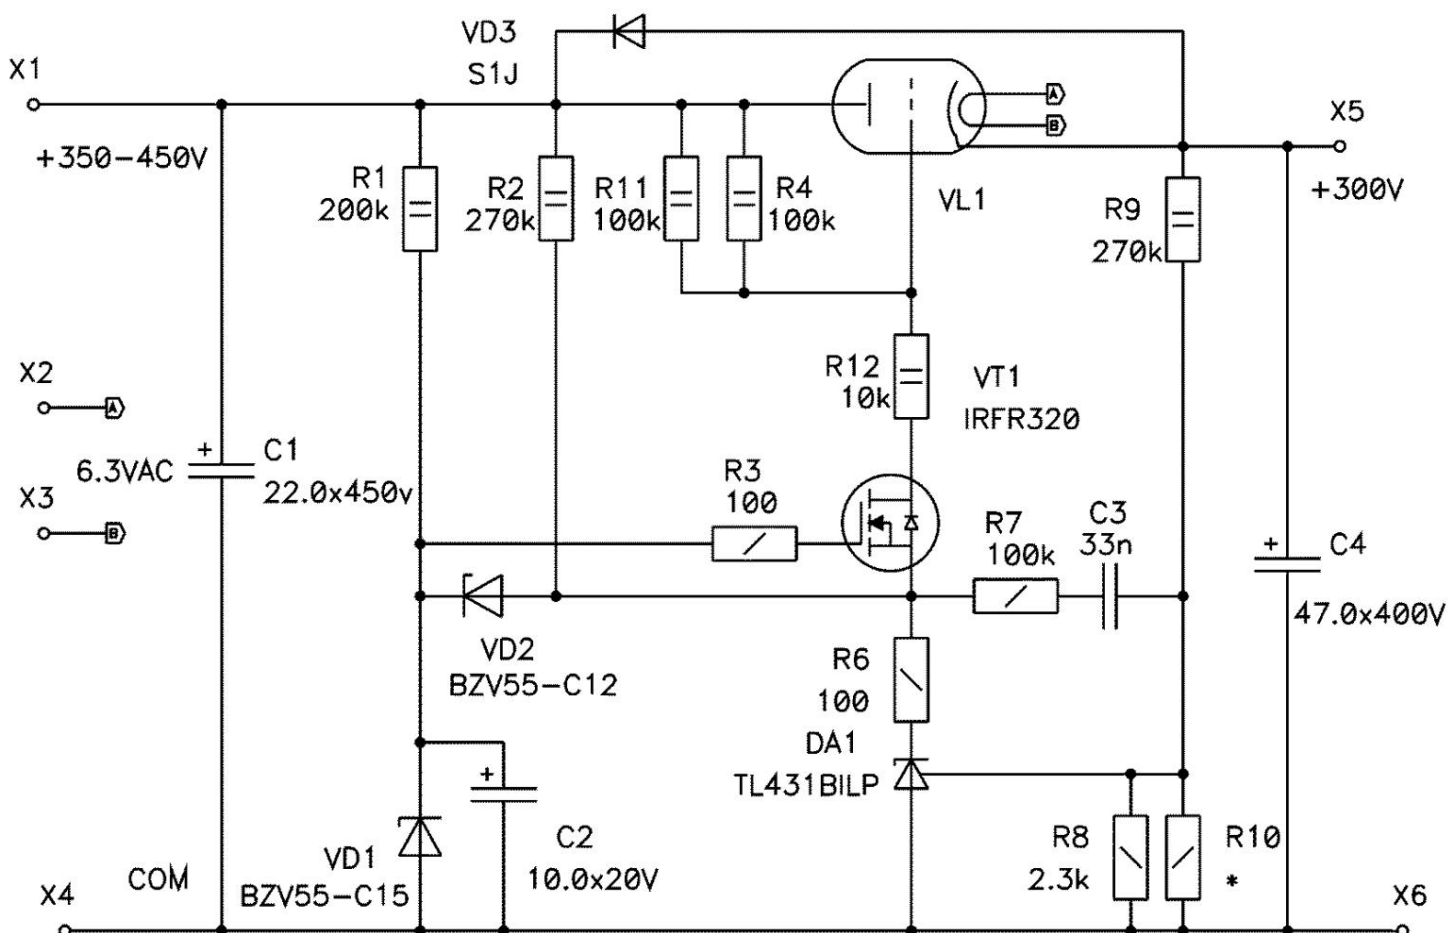 VD3
S1J
X1
A
B
X5
+350-450V
R1
200k
R2
270k
R11
100k
R4
100k
VL1
R9
270k
+300V
X2
A
R12
10k
VT1
IRFR320
6.3VAC
+
C1
22.0x450v
X3
B
R3
100
R7
100k
C3
33n
+
C4
47.0x400V
VD2
BZV55-C12
R6
100
DA1
TL431BILP
+
C2
10.0x20V
VD1
BZV55-C15
R8
2.3k
R10
*
COM
X4
X6